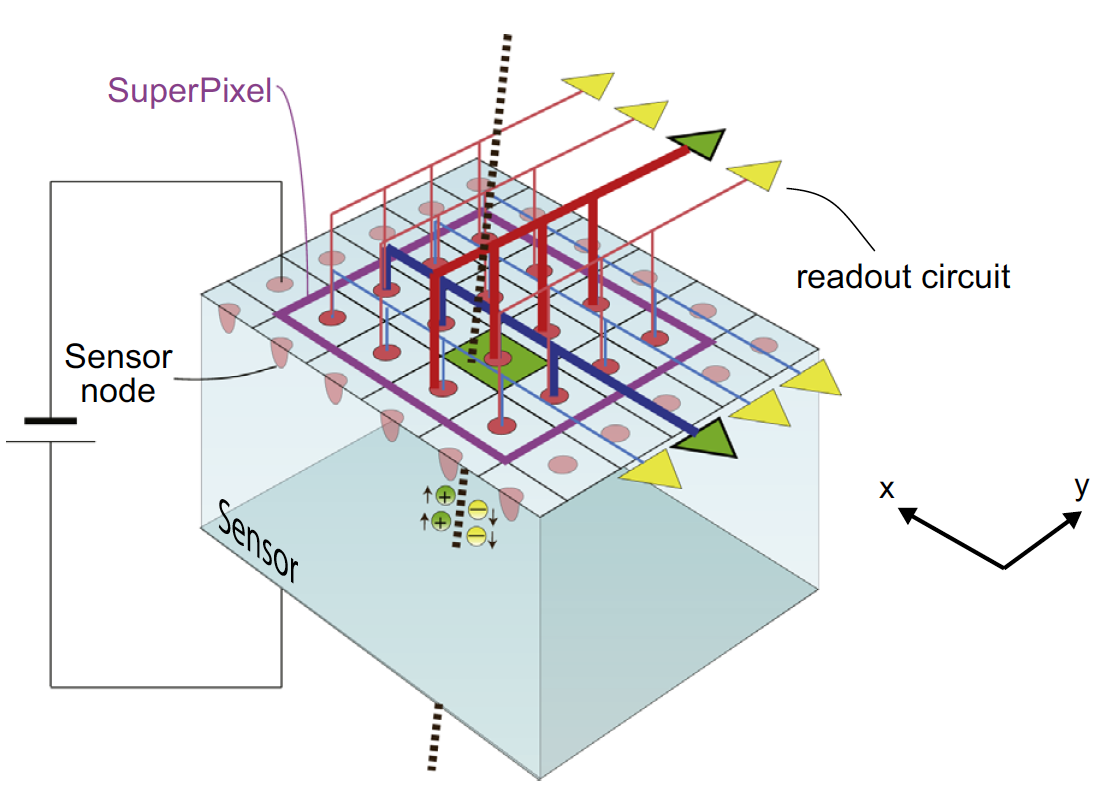 SuperPixel
readout circuit
Sensor
node
Sensor
x
y
+
−
+
−